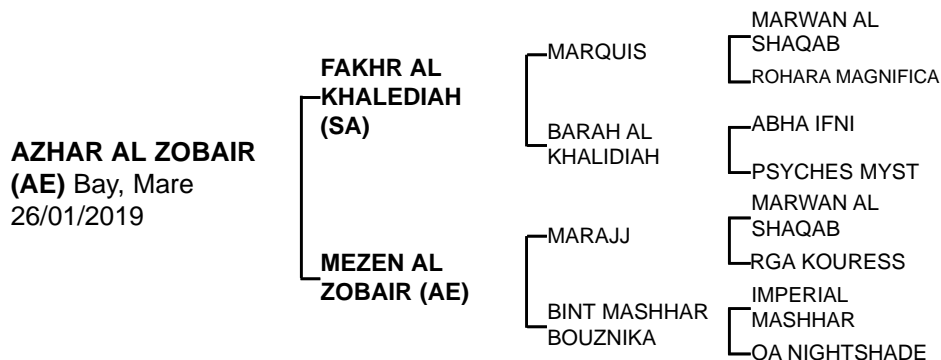 AZHAR AL ZOBAIR
(AE) Bay, Mare
26/01/2019
FAKHR AL
KHALEDIAH
(SA)
MEZEN AL
ZOBAIR (AE)
MARQUIS
BARAH AL
KHALIDIAH
MARAJJ
BINT MASHHAR
BOUZNIKA
MARWAN AL
SHAQAB
ROHARA MAGNIFICA
ABHA IFNI
PSYCHES MYST
MARWAN AL
SHAQAB
RGA KOURESS
IMPERIAL
MASHHAR
OA NIGHTSHADE